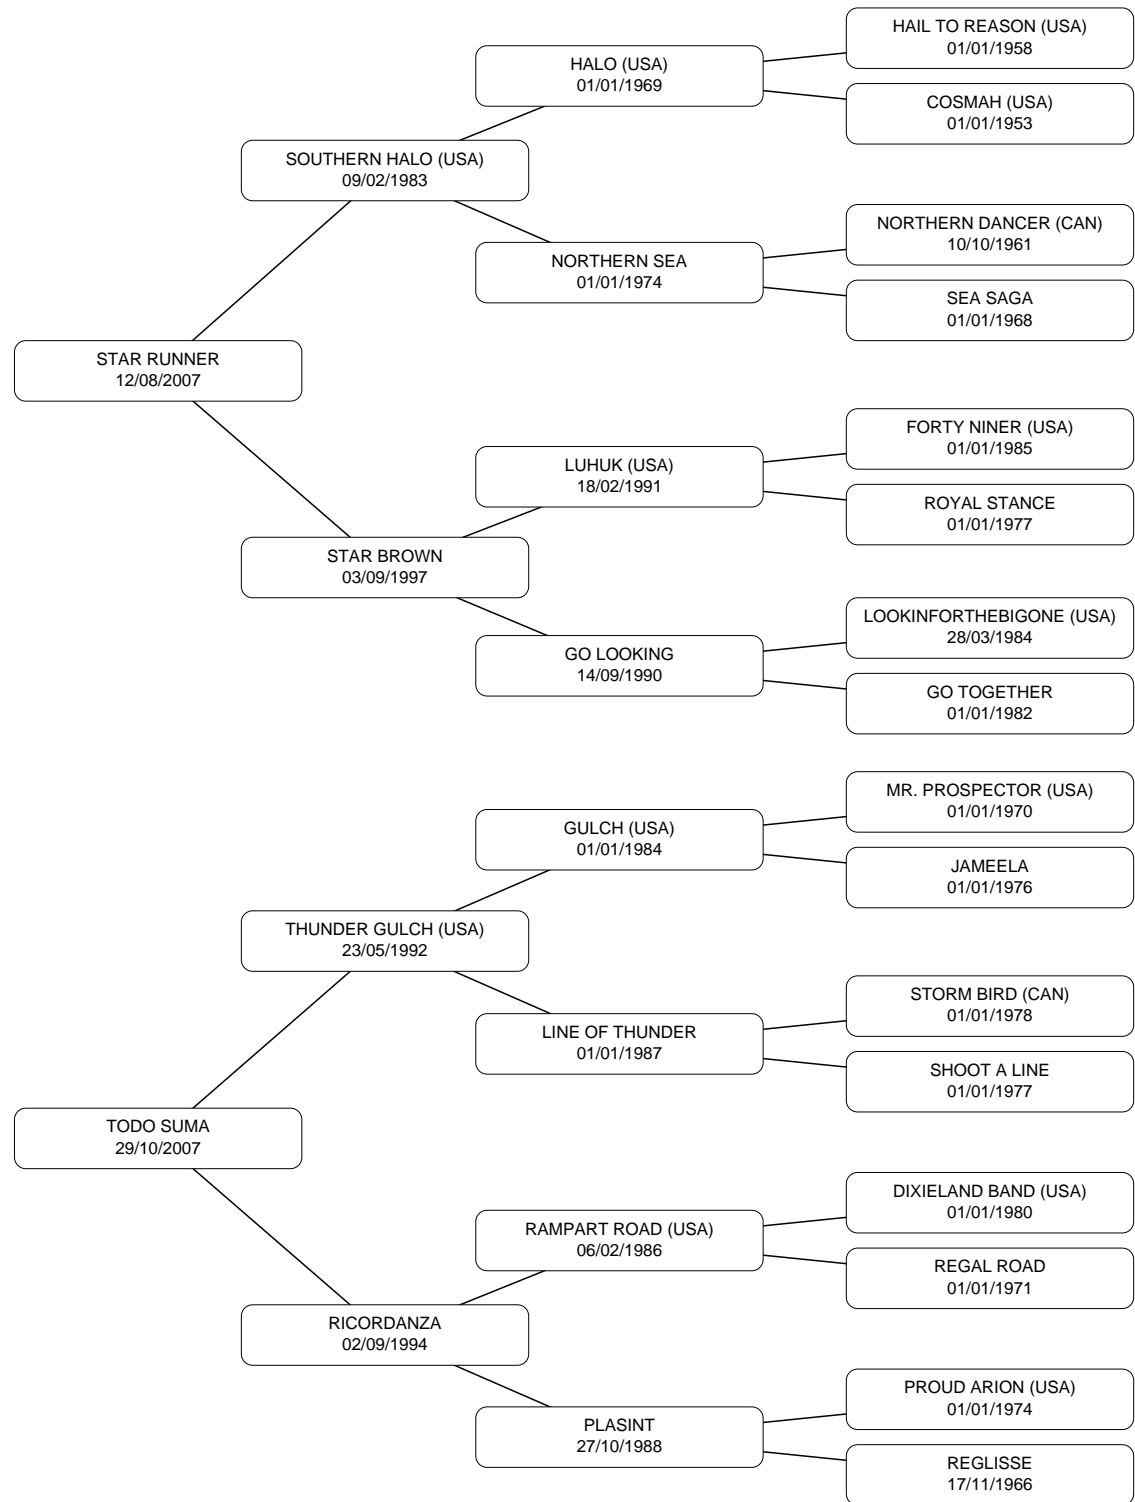 HAIL TO REASON (USA)
01/01/1958
HALO (USA)
01/01/1969
COSMAH (USA)
01/01/1953
SOUTHERN HALO (USA)
09/02/1983
NORTHERN DANCER (CAN)
10/10/1961
NORTHERN SEA
01/01/1974
SEA SAGA
01/01/1968
STAR RUNNER
12/08/2007
FORTY NINER (USA)
01/01/1985
LUHUK (USA)
18/02/1991
ROYAL STANCE
01/01/1977
STAR BROWN
03/09/1997
LOOKINFORTHEBIGONE (USA)
28/03/1984
GO LOOKING
14/09/1990
GO TOGETHER
01/01/1982
MR. PROSPECTOR (USA)
01/01/1970
GULCH (USA)
01/01/1984
JAMEELA
01/01/1976
THUNDER GULCH (USA)
23/05/1992
STORM BIRD (CAN)
01/01/1978
LINE OF THUNDER
01/01/1987
SHOOT A LINE
01/01/1977
TODO SUMA
29/10/2007
DIXIELAND BAND (USA)
01/01/1980
RAMPART ROAD (USA)
06/02/1986
REGAL ROAD
01/01/1971
RICORDANZA
02/09/1994
PROUD ARION (USA)
01/01/1974
PLASINT
27/10/1988
REGLISSE
17/11/1966